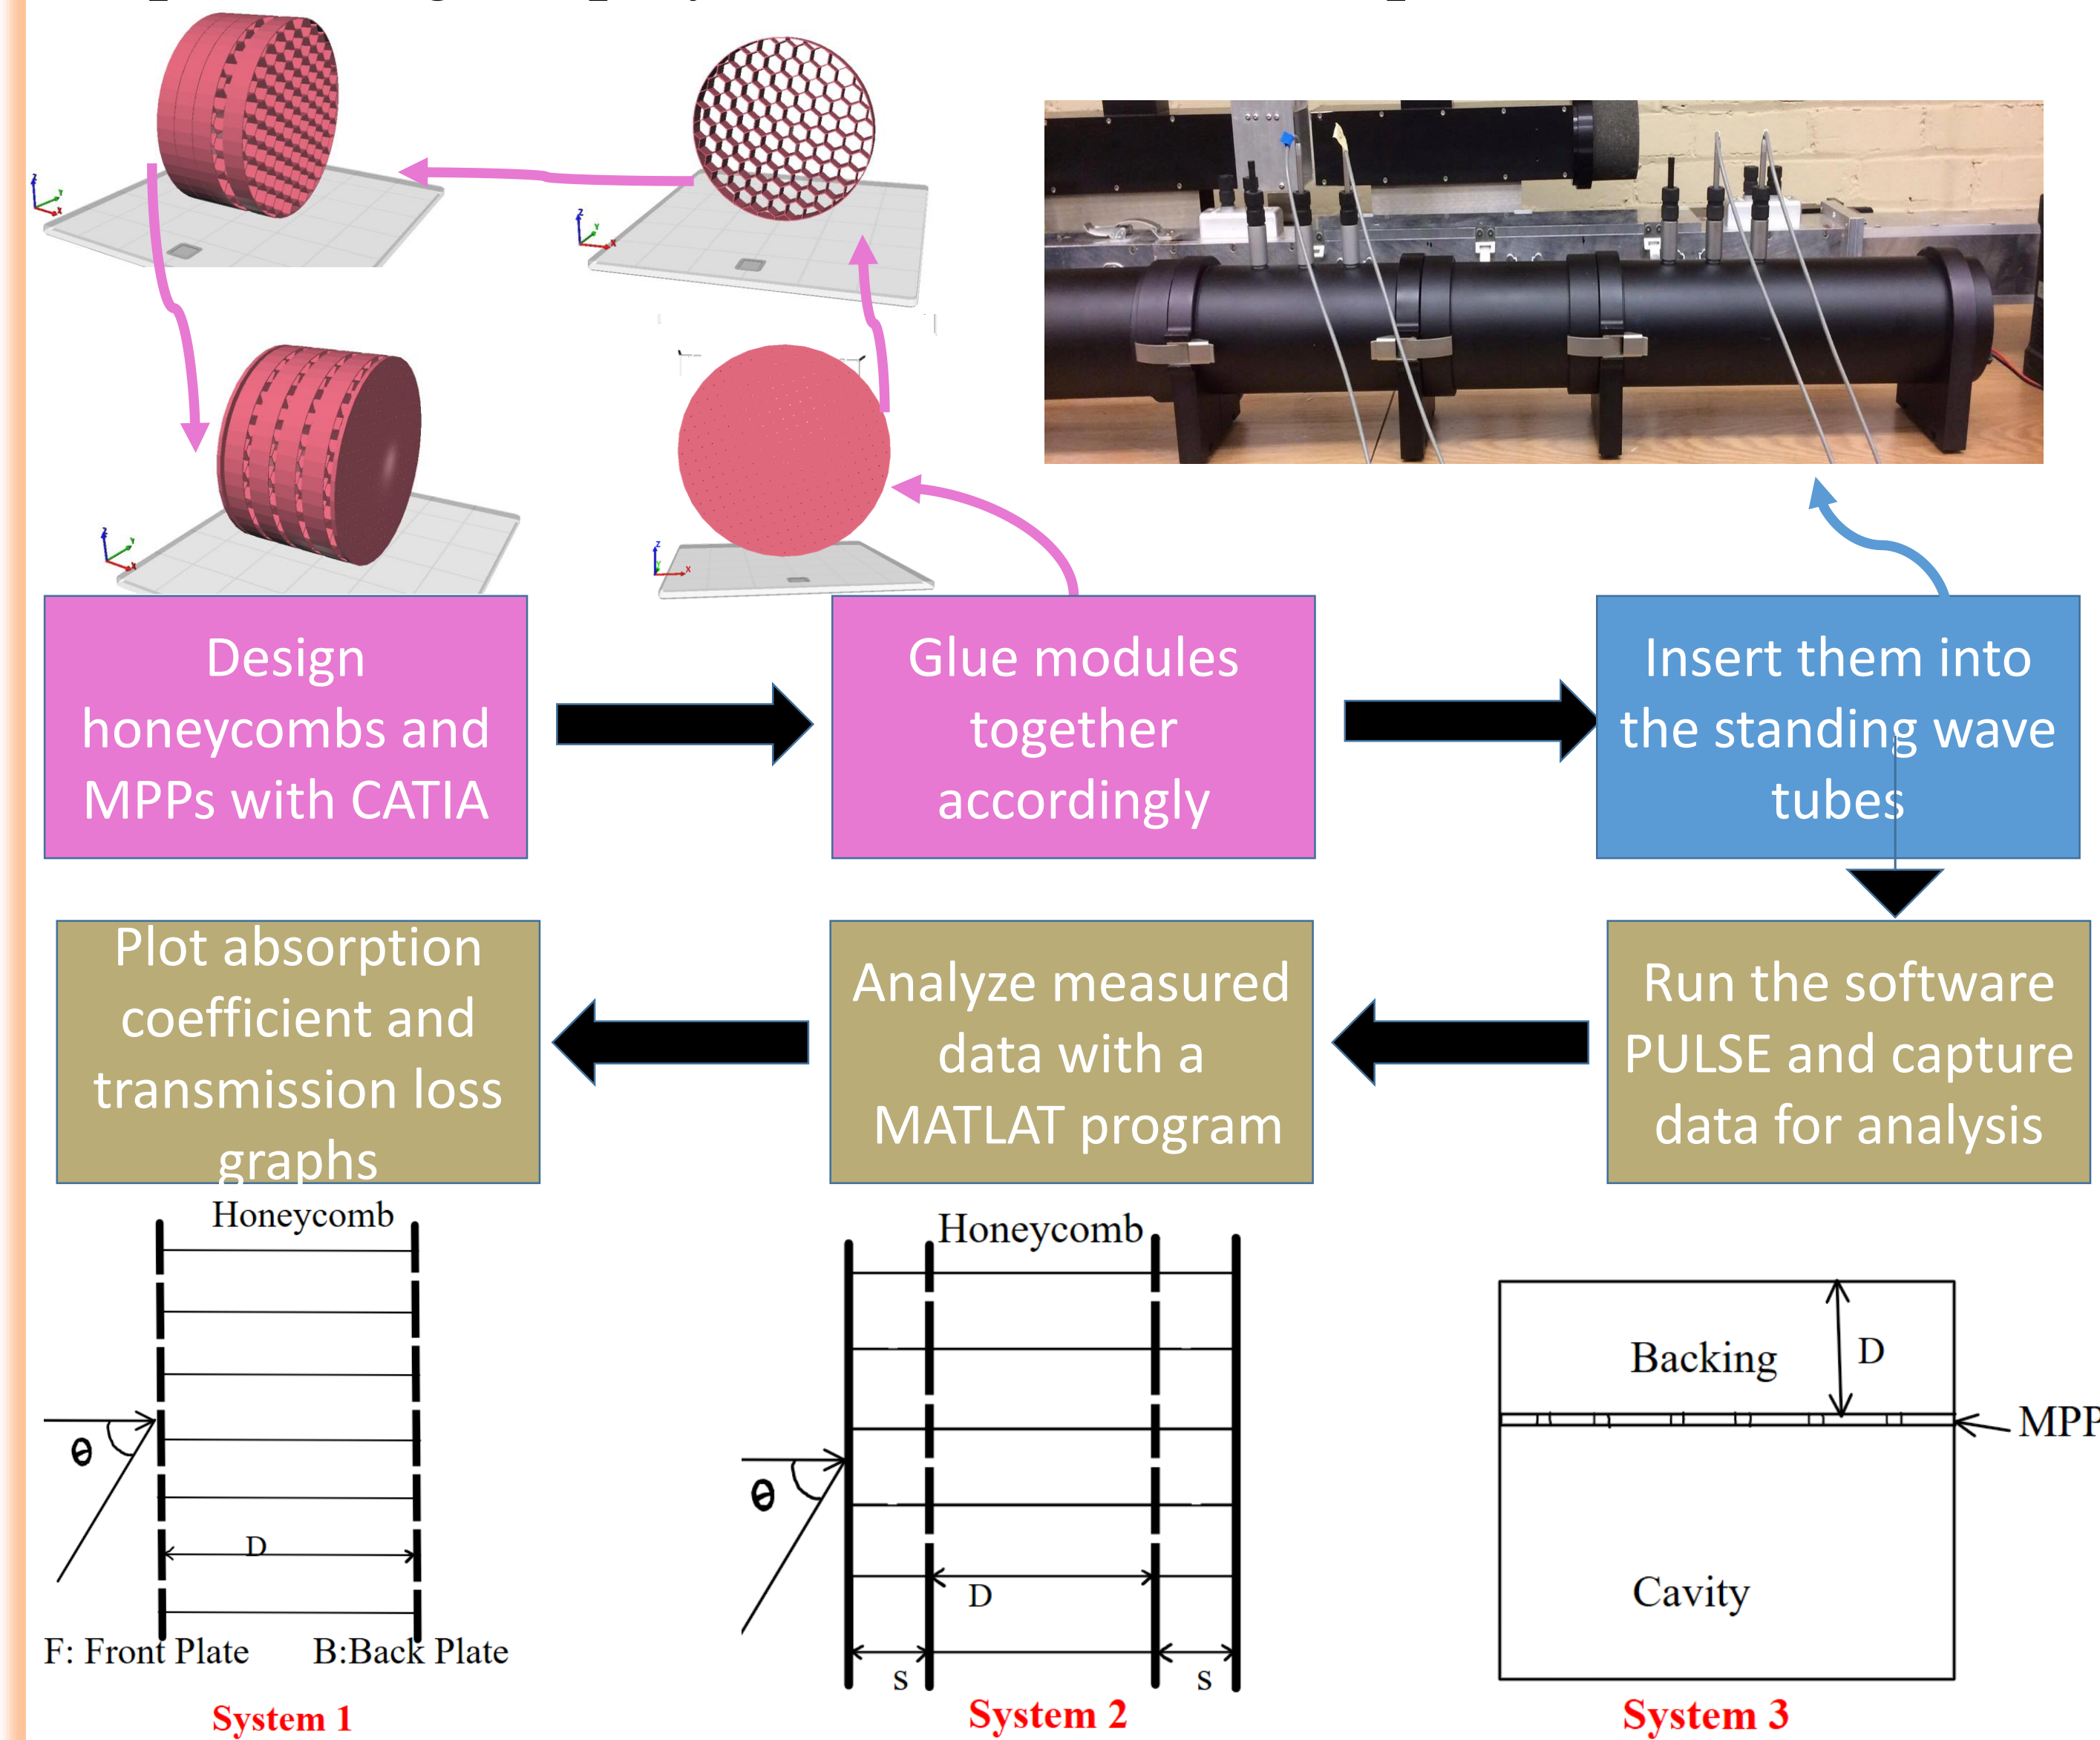 Design
honeycombs and
MPPs with CATIA
Glue modules
together
accordingly
Insert them into
the standing wave
tubes
Plot absorption
coefficient and
transmission loss
graphs
Analyze measured
data with a
MATLAT program
Run the software
PULSE and capture
data for analysis
Honeycomb
θ
D
F: Front Plate
B:Back Plate
System 1
Honeycomb
θ
D
s
s
System 2
Backing
D
MPP
Cavity
System 3